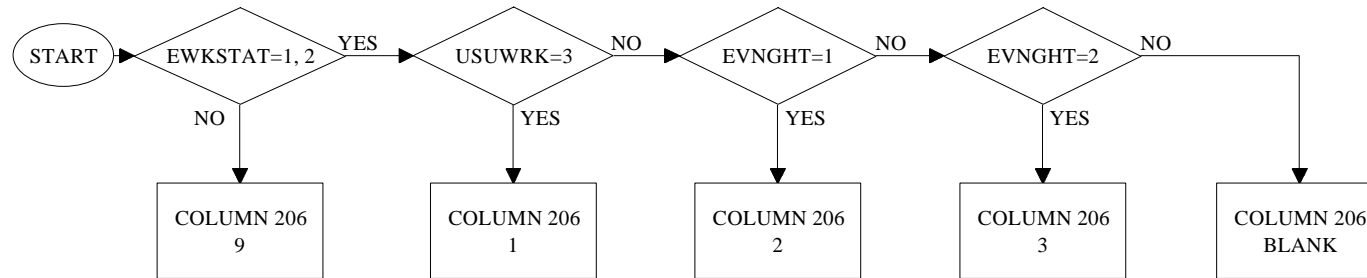 START
EWKSTAT=1, 2
YES
USUWRK=3
NO
EVNGHT=1
NO
EVNGHT=2
NO
NO
YES
YES
YES
COLUMN 206
9
COLUMN 206
1
COLUMN 206
2
COLUMN 206
3
COLUMN 206
BLANK